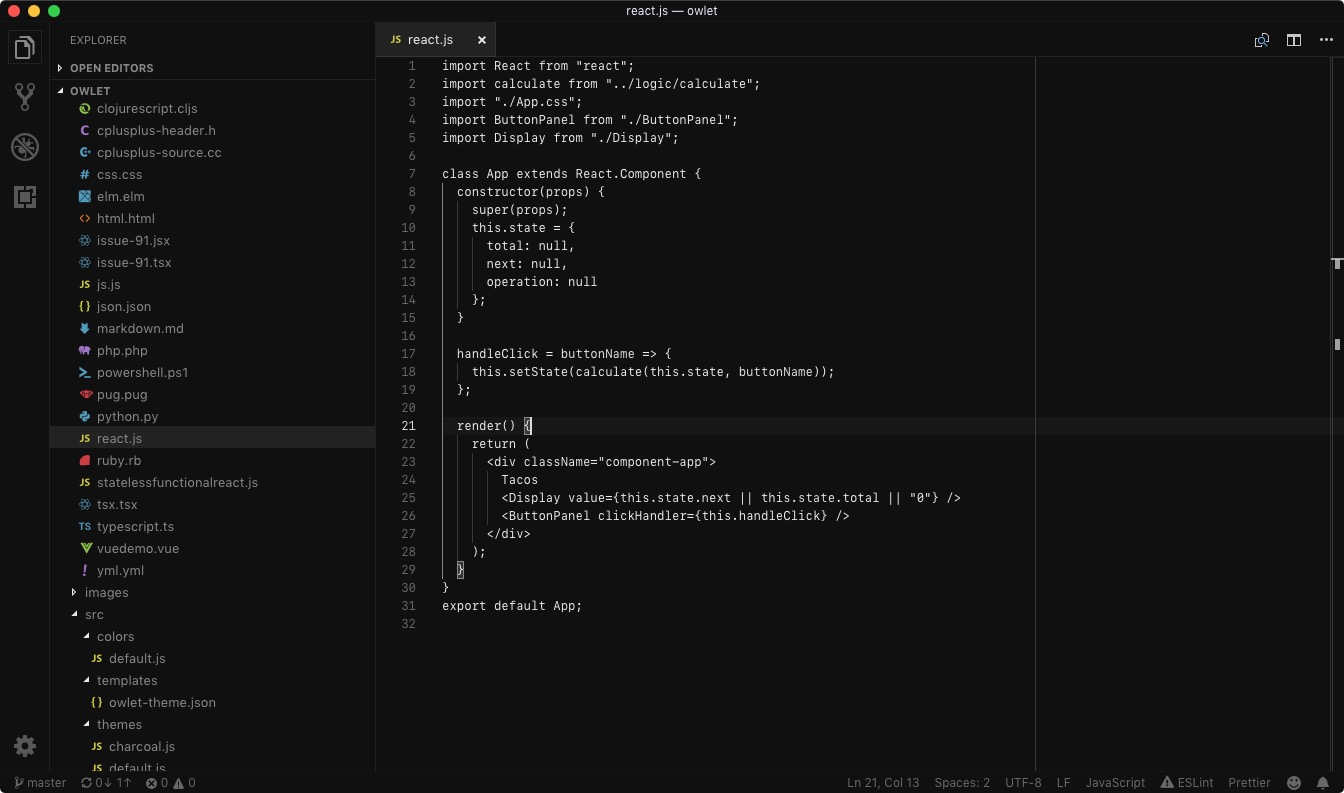 react.js — owlet
EXPLORER
OPEN EDITORS
OWLET
clojurescript.cljs
C cplusplus-header.h
cplusplus-source.cc
# css.css
elm.elm
<> html.html
issue-91.jsx
issue-91.tsx
JS js.js
{} json.json
markdown.md
php.php
powershell.ps1
pug.pug
python.py
JS react.js
ruby.rb
JS statelessfunctionalreact.js
tsx.tsx
TS typescript.ts
vuedemo.vue
! yml.yml
images
src
colors
JS default.js
templates
{} owlet-theme.json
themes
JS charcoal.js
JS default.js
JS react.js ×
1 import React from "react";
2 import calculate from "../logic/calculate";
3 import "./App.css";
4 import ButtonPanel from "./ButtonPanel";
5 import Display from "./Display";
6
7 class App extends React.Component {
8   constructor(props) {
9     super(props);
10     this.state = {
11       total: null,
12       next: null,
13       operation: null
14     };
15   }
16
17   handleClick = buttonName => {
18     this.setState(calculate(this.state, buttonName));
19   };
20
21   render() {
22     return (
23       <div className="component-app">
24         Tacos
25         <Display value={this.state.next || this.state.total || "0"} />
26         <ButtonPanel clickHandler={this.handleClick} />
27       </div>
28     );
29   }
30 }
31 export default App;
32
master 0↓ 1↑ 0 0 Ln 21, Col 13 Spaces: 2 UTF-8 LF JavaScript ESLint Prettier